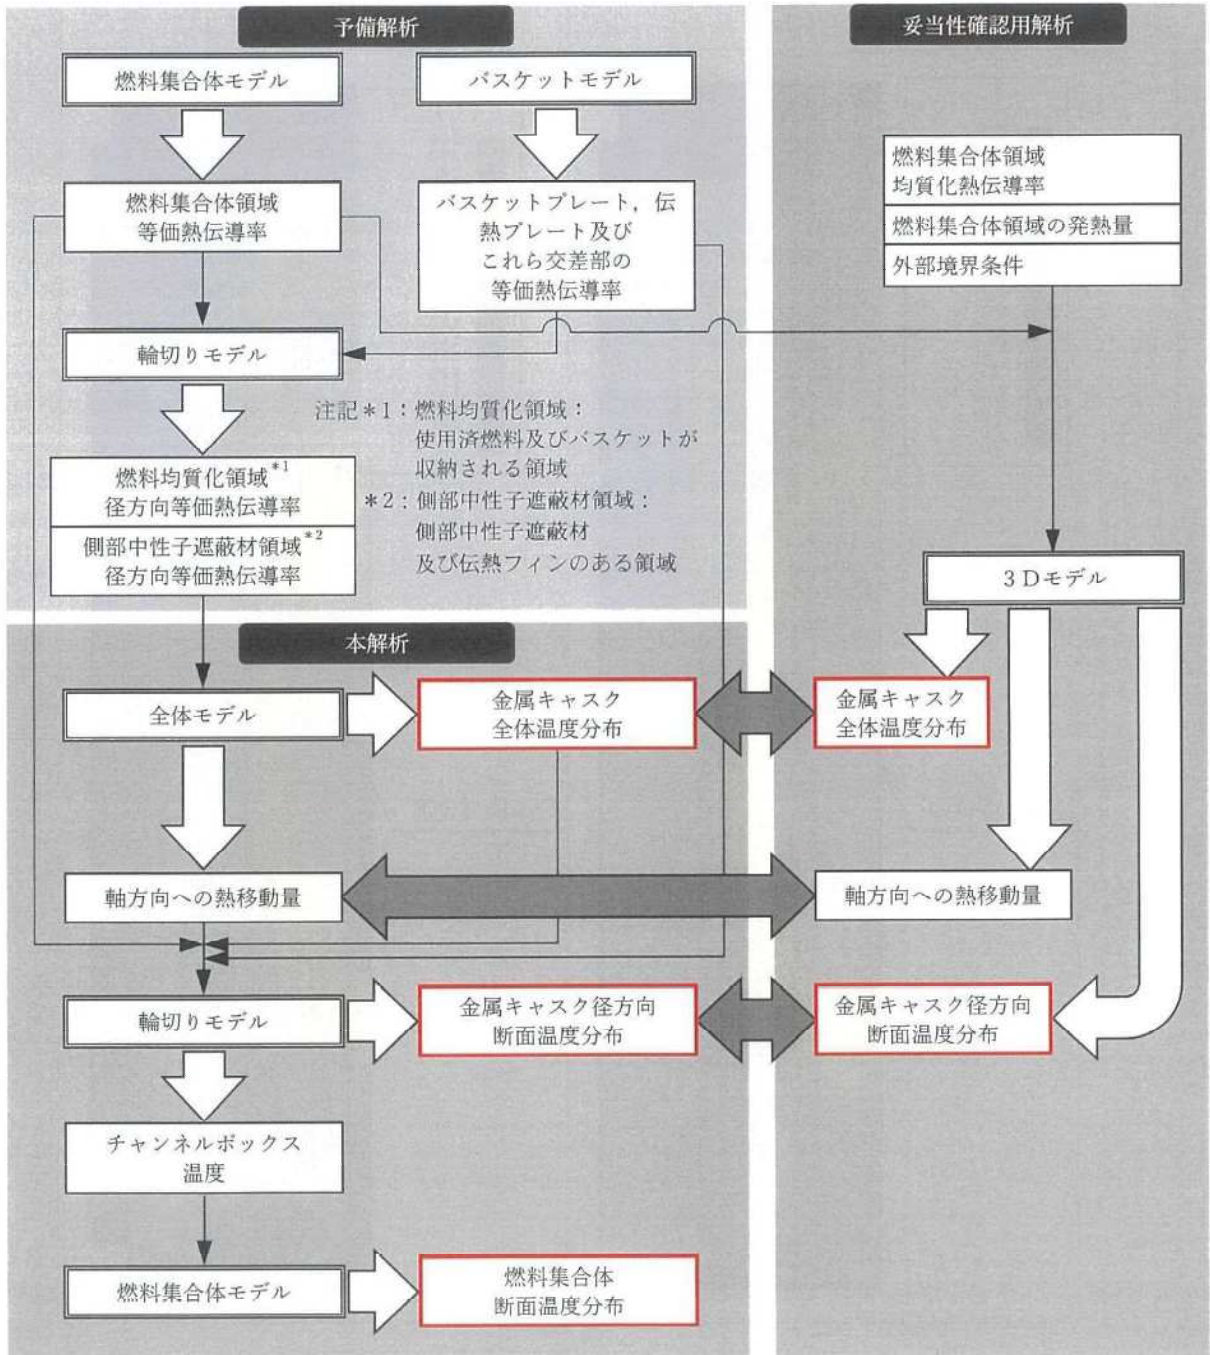 予備解析
燃料集合体モデル
バスケットモデル
燃料集合体領域
等価熱伝導率
バスケットプレート，伝
熱プレート及び
これら交差部の
等価熱伝導率
輪切りモデル
注記＊1：燃料均質化領域：
使用済燃料及びバスケットが
収納される領域
＊2：側部中性子遮蔽材領域：
側部中性子遮蔽材
及び伝熱フィンのある領域
燃料均質化領域*1
径方向等価熱伝導率
側部中性子遮蔽材領域*2
径方向等価熱伝導率
本解析
全体モデル
金属キャスク
全体温度分布
軸方向への熱移動量
輪切りモデル
金属キャスク径方向
断面温度分布
チャンネルボックス
温度
燃料集合体モデル
燃料集合体
断面温度分布
妥当性確認用解析
燃料集合体領域
均質化熱伝導率
燃料集合体領域の発熱量
外部境界条件
3Dモデル
金属キャスク
全体温度分布
軸方向への熱移動量
金属キャスク径方向
断面温度分布